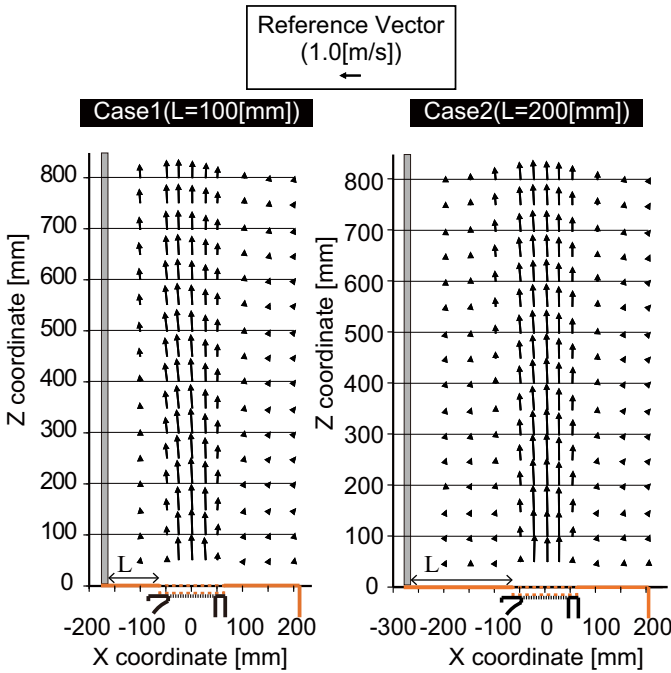 Reference Vector
(1.0[m/s])
Case1(L=100[mm])
Z coordinate [mm]
800
700
600
500
400
300
200
100
0
L
-200 -100 0 100 200
X coordinate [mm]
Case2(L=200[mm])
Z coordinate [mm]
800
700
600
500
400
300
200
100
0
L
-300 -200 -100 0 100 200
X coordinate [mm]